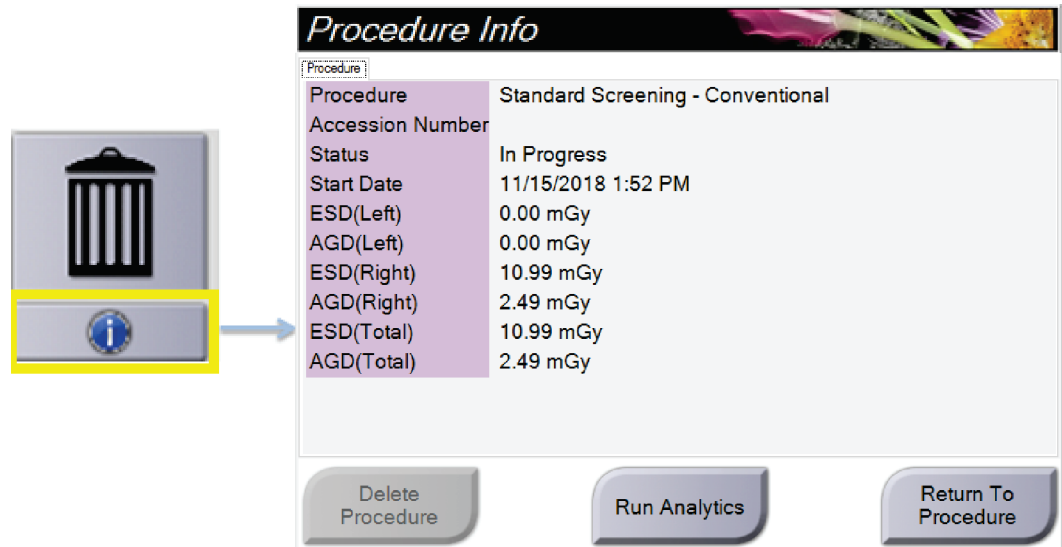 Procedure Info
Procedure
Procedure Standard Screening - Conventional
Accession Number
Status In Progress
Start Date 11/15/2018 1:52 PM
ESD(Left) 0.00 mGy
AGD(Left) 0.00 mGy
ESD(Right) 10.99 mGy
AGD(Right) 2.49 mGy
ESD(Total) 10.99 mGy
AGD(Total) 2.49 mGy
Delete
Procedure
Run Analytics
Return To
Procedure